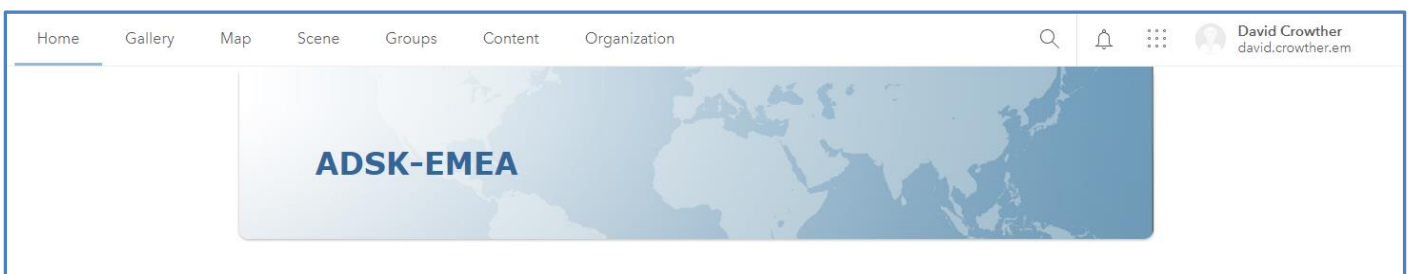 Home Gallery Map Scene Groups Content Organization David Crowther
david.crowther.em
ADSK-EMEA